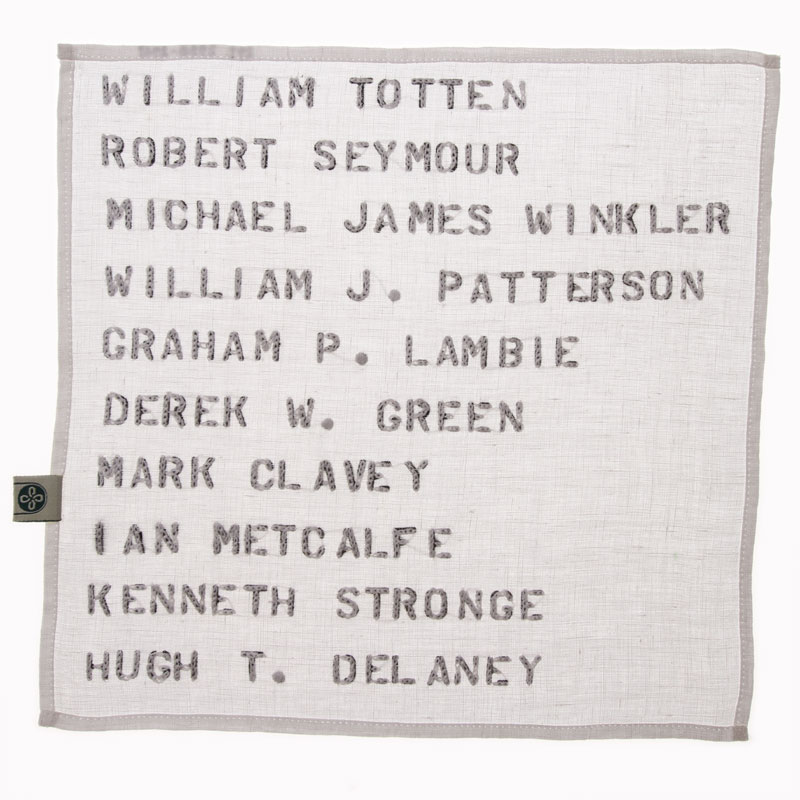 WILLIAM TOTTEN
ROBERT SEYMOUR
MICHAEL JAMES WINKLER
WILLIAM J. PATTERSON
GRAHAM P. LAMBIE
DEREK W. GREEN
MARK CLAVEY
IAN METCALFE
KENNETH STRONGE
HUGH T. DELANEY